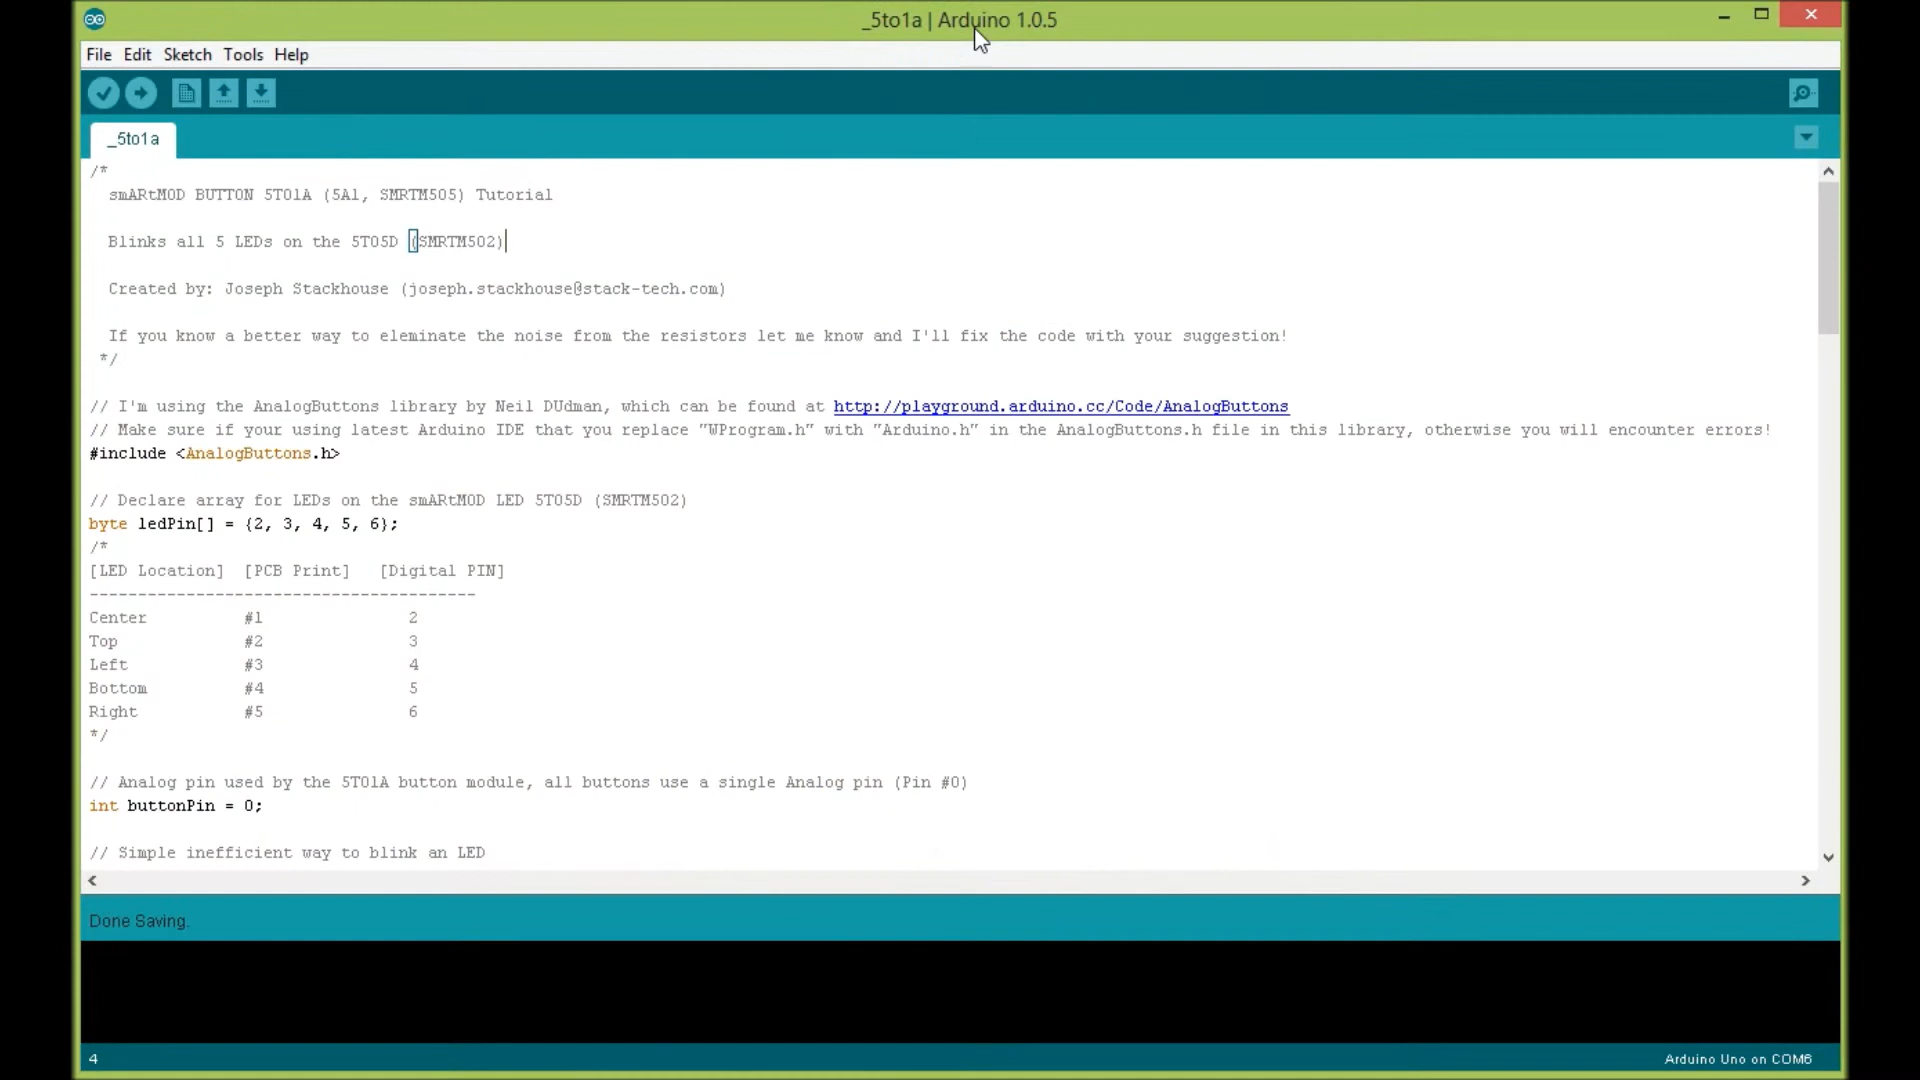 _5to1a | Arduino 1.0.5
File Edit Sketch Tools Help
_5to1a
/*
smARtMOD BUTTON 5TO1A (5A1, SMRTM505) Tutorial
Blinks all 5 LEDs on the 5TO5D (SMRTM502)
Created by: Joseph Stackhouse (joseph.stackhouse@stack-tech.com)
If you know a better way to eleminate the noise from the resistors let me know and I'll fix the code with your suggestion!
*/
// I'm using the AnalogButtons library by Neil DUdman, which can be found at http://playground.arduino.cc/Code/AnalogButtons
// Make sure if your using latest Arduino IDE that you replace "WProgram.h" with "Arduino.h" in the AnalogButtons.h file in this library, otherwise you will encounter errors!
#include <AnalogButtons.h>
// Declare array for LEDs on the smARtMOD LED 5TO5D (SMRTM502)
byte ledPin[] = {2, 3, 4, 5, 6};
/*
[LED Location] [PCB Print] [Digital PIN]
----------------------------------------
Center #1 2
Top #2 3
Left #3 4
Bottom #4 5
Right #5 6
*/
// Analog pin used by the 5TO1A button module, all buttons use a single Analog pin (Pin #0)
int buttonPin = 0;
// Simple inefficient way to blink an LED
Done Saving.
4
Arduino Uno on COM6